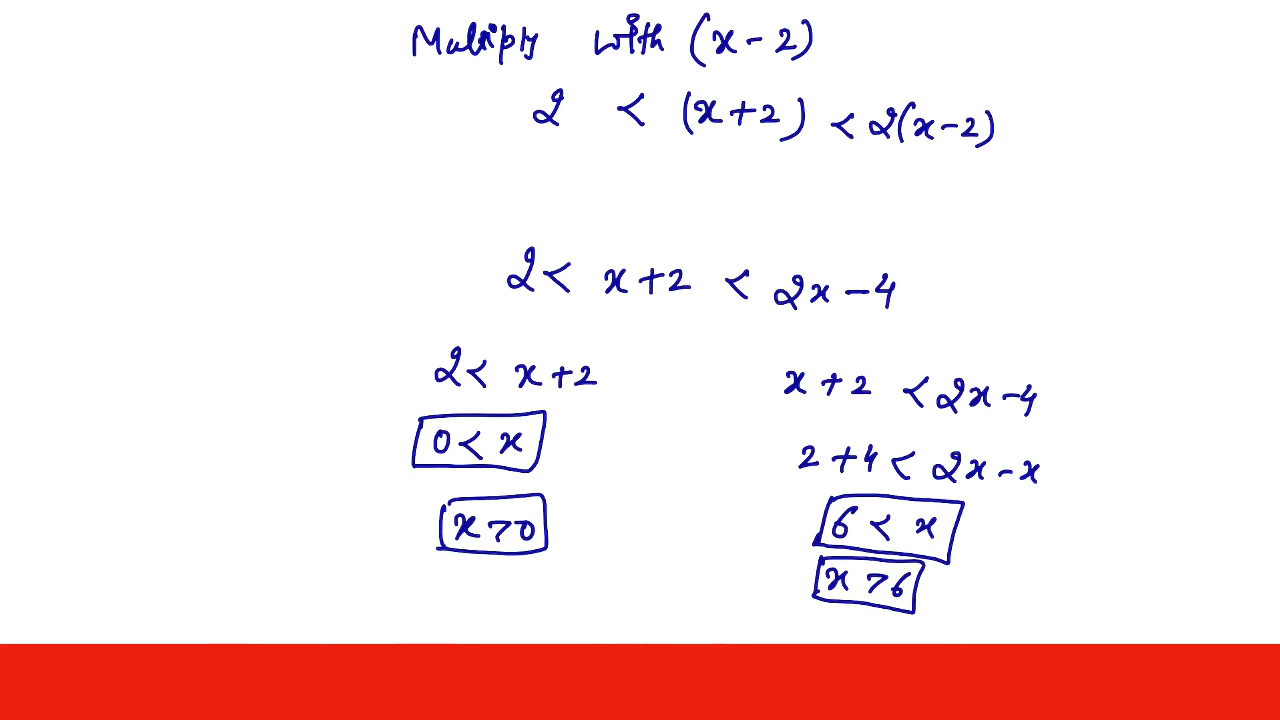 Multiply with (x-2)
2 < (x+2) < 2(x-2)
2 < x+2 < 2x-4
2 < x+2
0 < x
x > 0
x+2 < 2x-4
2+4 < 2x-x
6 < x
x > 6